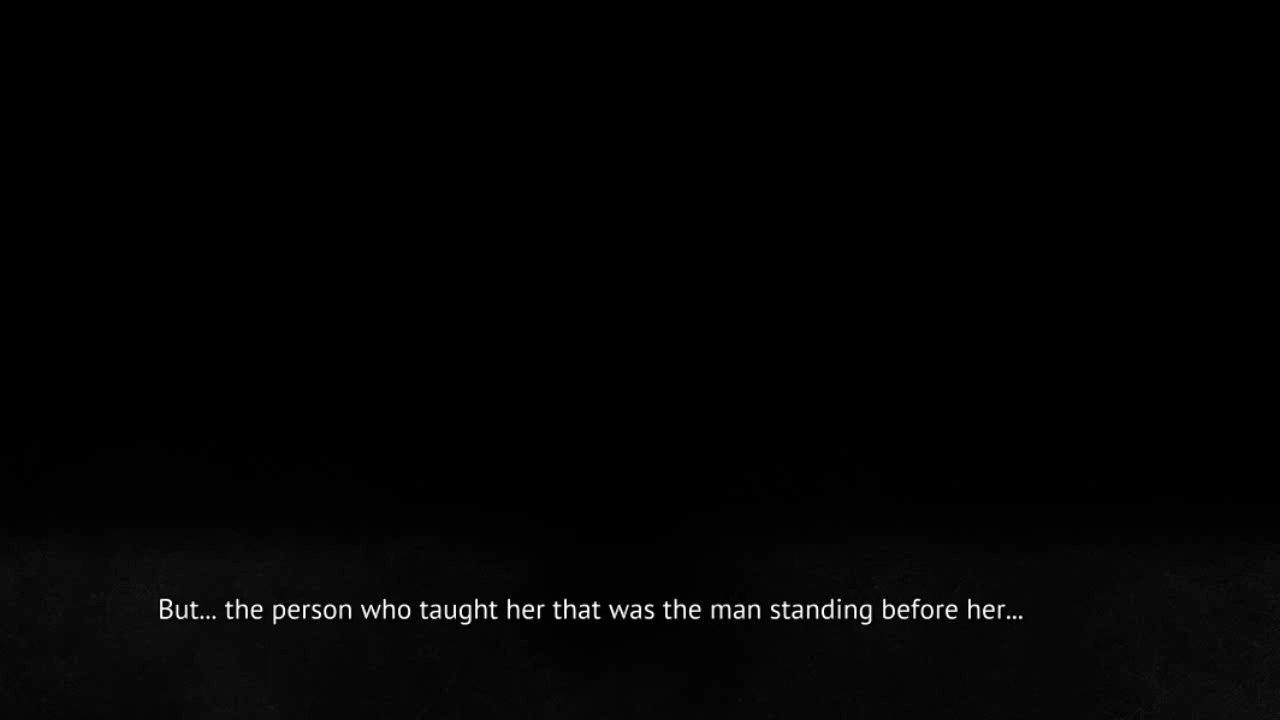 But... the person who taught her that was the man standing before her...